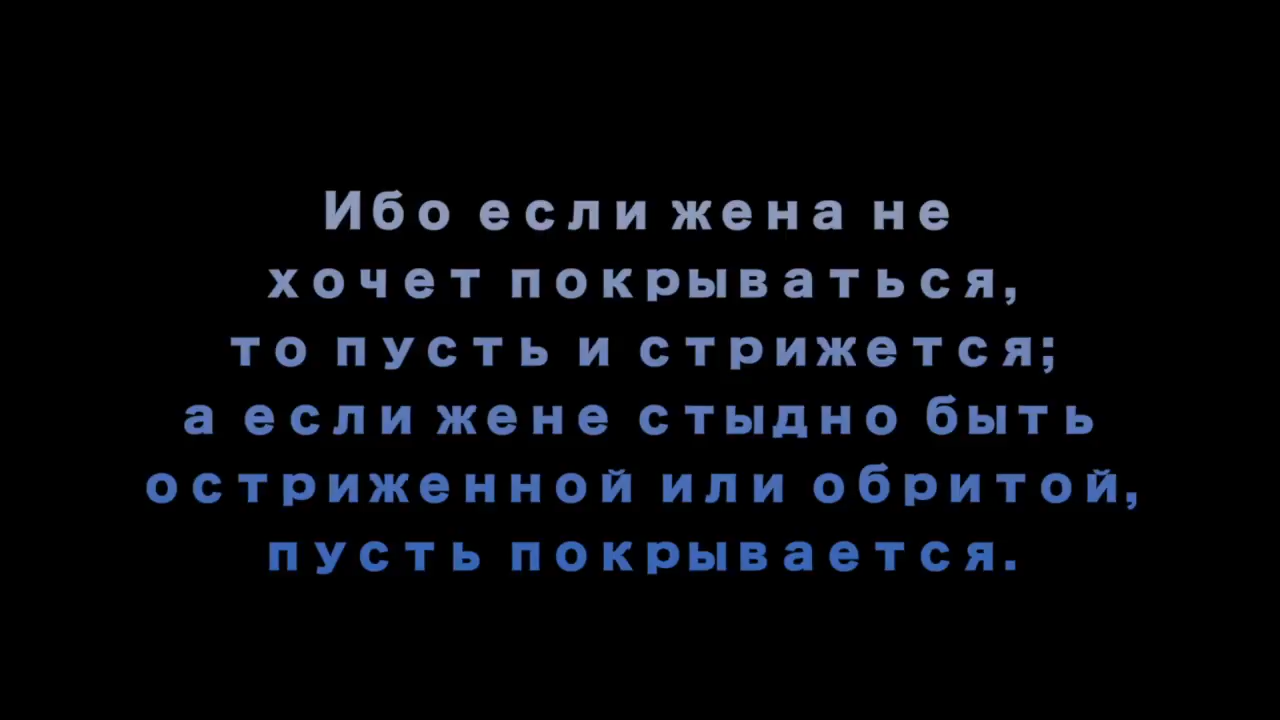 Ибо если жена не
хочет покрываться,
то пусть и стрижется;
а если жене стыдно быть
остриженной или обритой,
пусть покрывается.